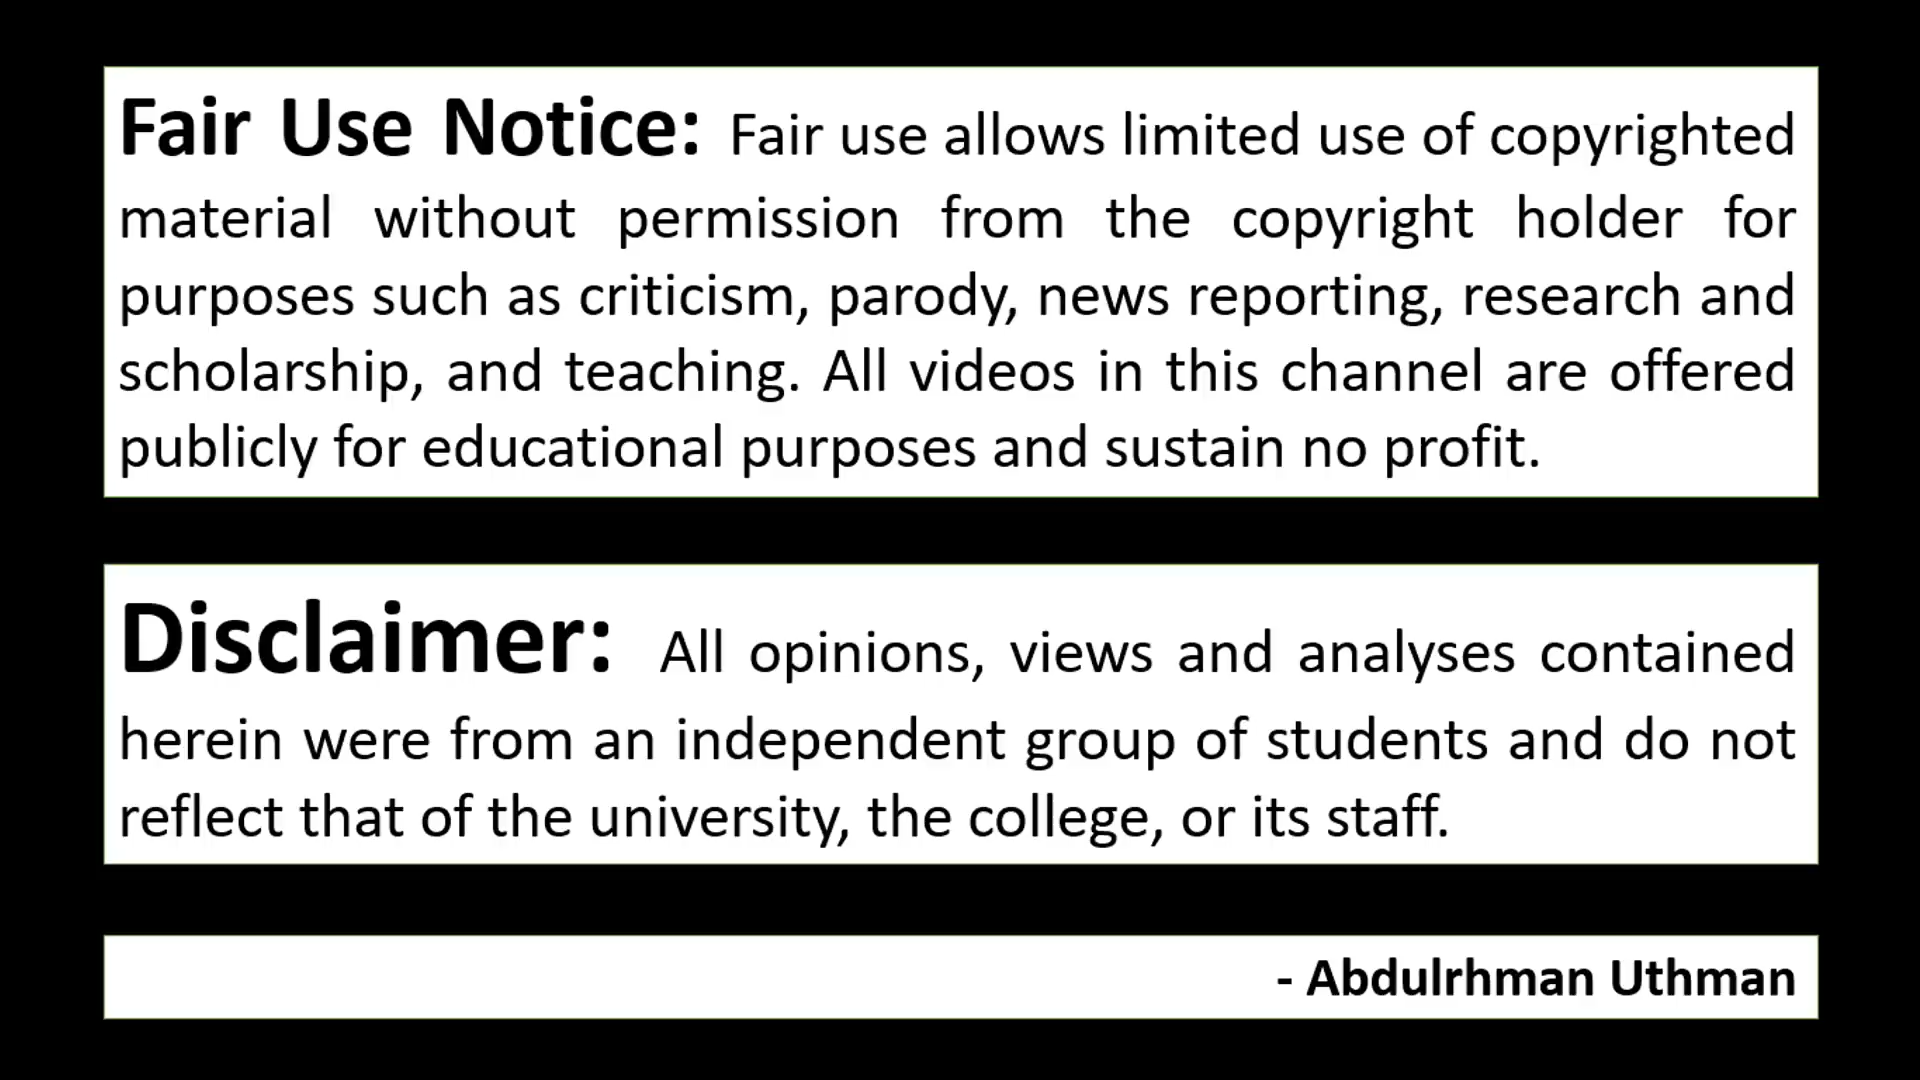 Fair Use Notice: Fair use allows limited use of copyrighted
material without permission from the copyright holder for
purposes such as criticism, parody, news reporting, research and
scholarship, and teaching. All videos in this channel are offered
publicly for educational purposes and sustain no profit.
Disclaimer: All opinions, views and analyses contained
herein were from an independent group of students and do not
reflect that of the university, the college, or its staff.
- Abdulrhman Uthman